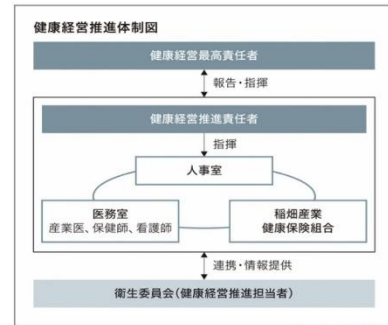 健康経営推進体制図
健康経営最高責任者
報告・指揮
健康経営推進責任者
指揮
人事室
医務室
産業医、保健師、看護師
稲畑産業
健康保険組合
連携・情報提供
衛生委員会(健康経営推進担当者)